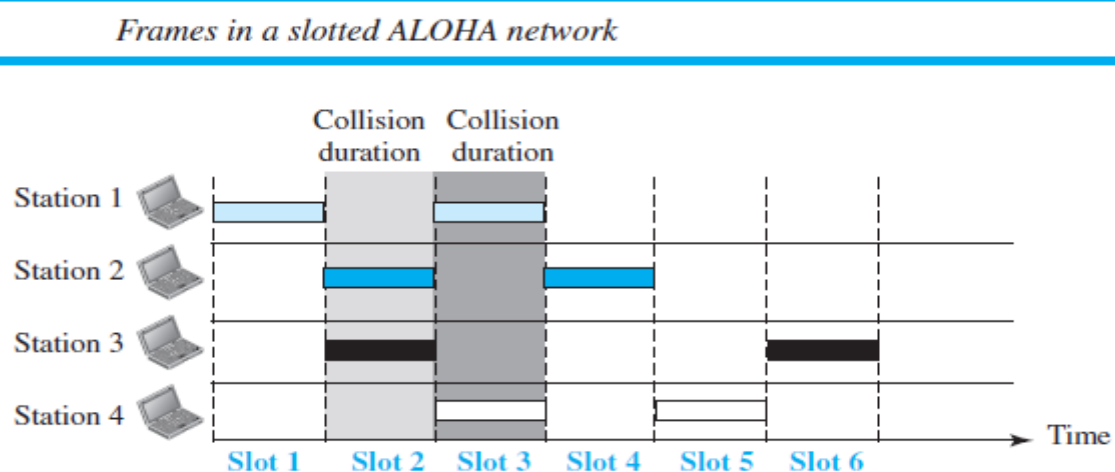 Frames in a slotted ALOHA network
Collision Collision
duration duration
Station 1
Station 2
Station 3
Station 4
Time
Slot 1 Slot 2 Slot 3 Slot 4 Slot 5 Slot 6